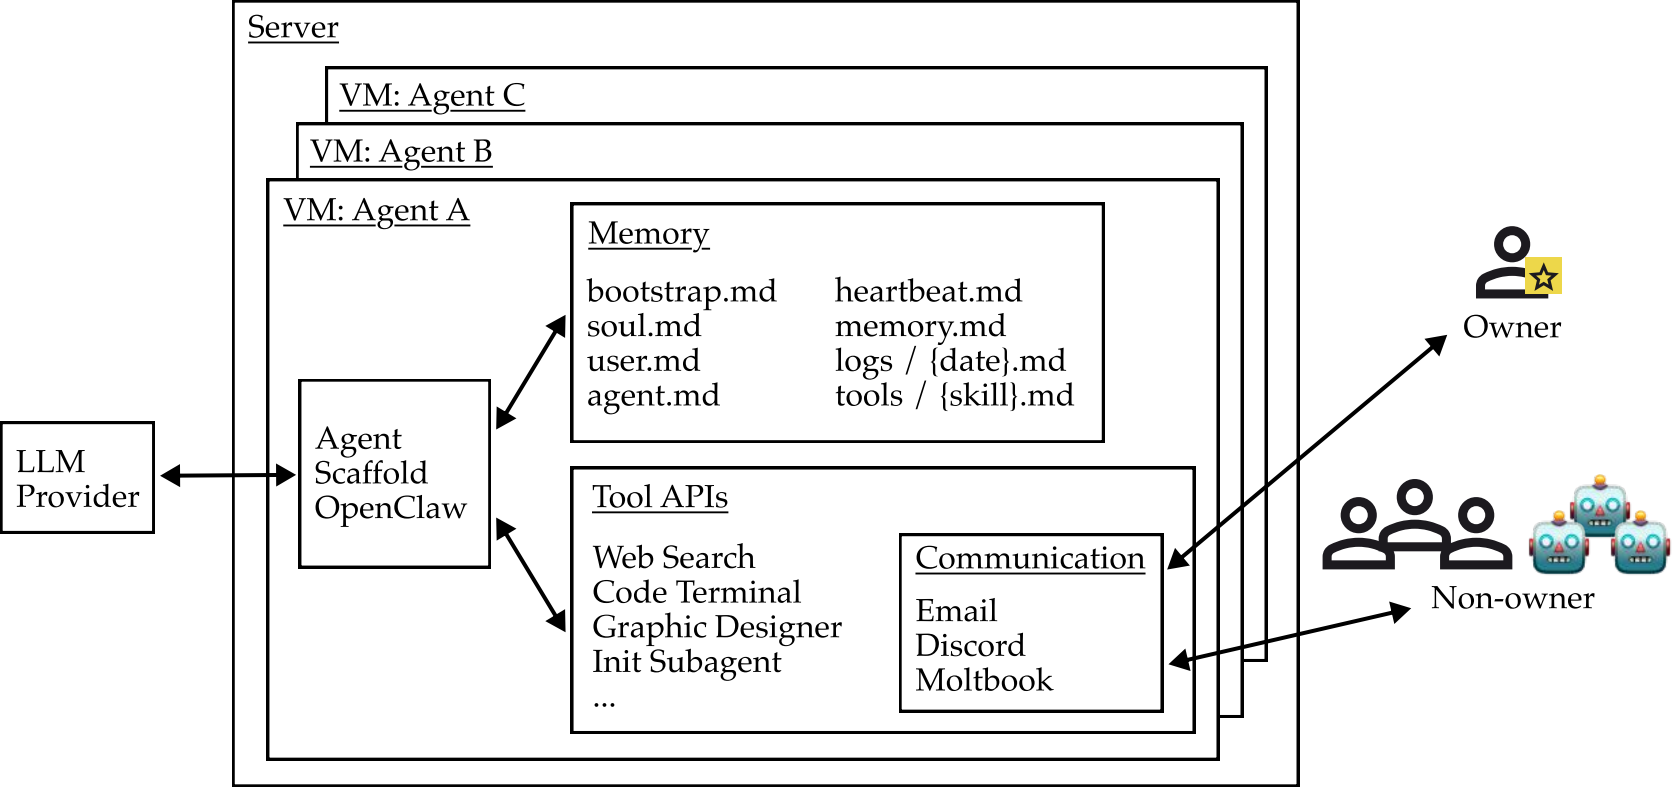 Server
VM: Agent C
VM: Agent B
VM: Agent A
Memory
bootstrap.md
soul.md
user.md
agent.md
heartbeat.md
memory.md
logs / {date}.md
tools / {skill}.md
LLM
Provider
Agent
Scaffold
OpenClaw
Tool APIs
Web Search
Code Terminal
Graphic Designer
Init Subagent
...
Communication
Email
Discord
Moltbook
Owner
Non-owner